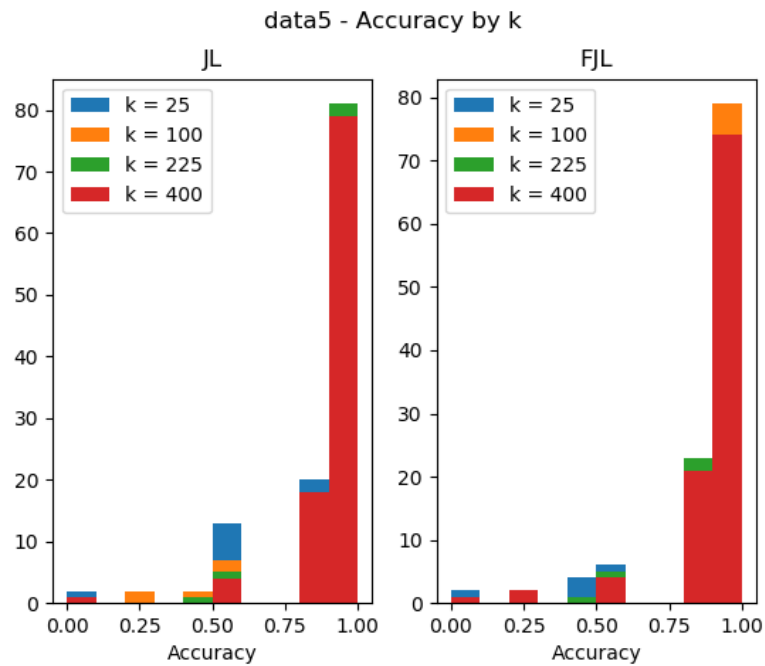 data5 - Accuracy by k
JL
k = 25
k = 100
k = 225
k = 400
80
70
60
50
40
30
20
10
0
0.00 0.25 0.50 0.75 1.00
Accuracy
FJL
k = 25
k = 100
k = 225
k = 400
80
70
60
50
40
30
20
10
0
0.00 0.25 0.50 0.75 1.00
Accuracy